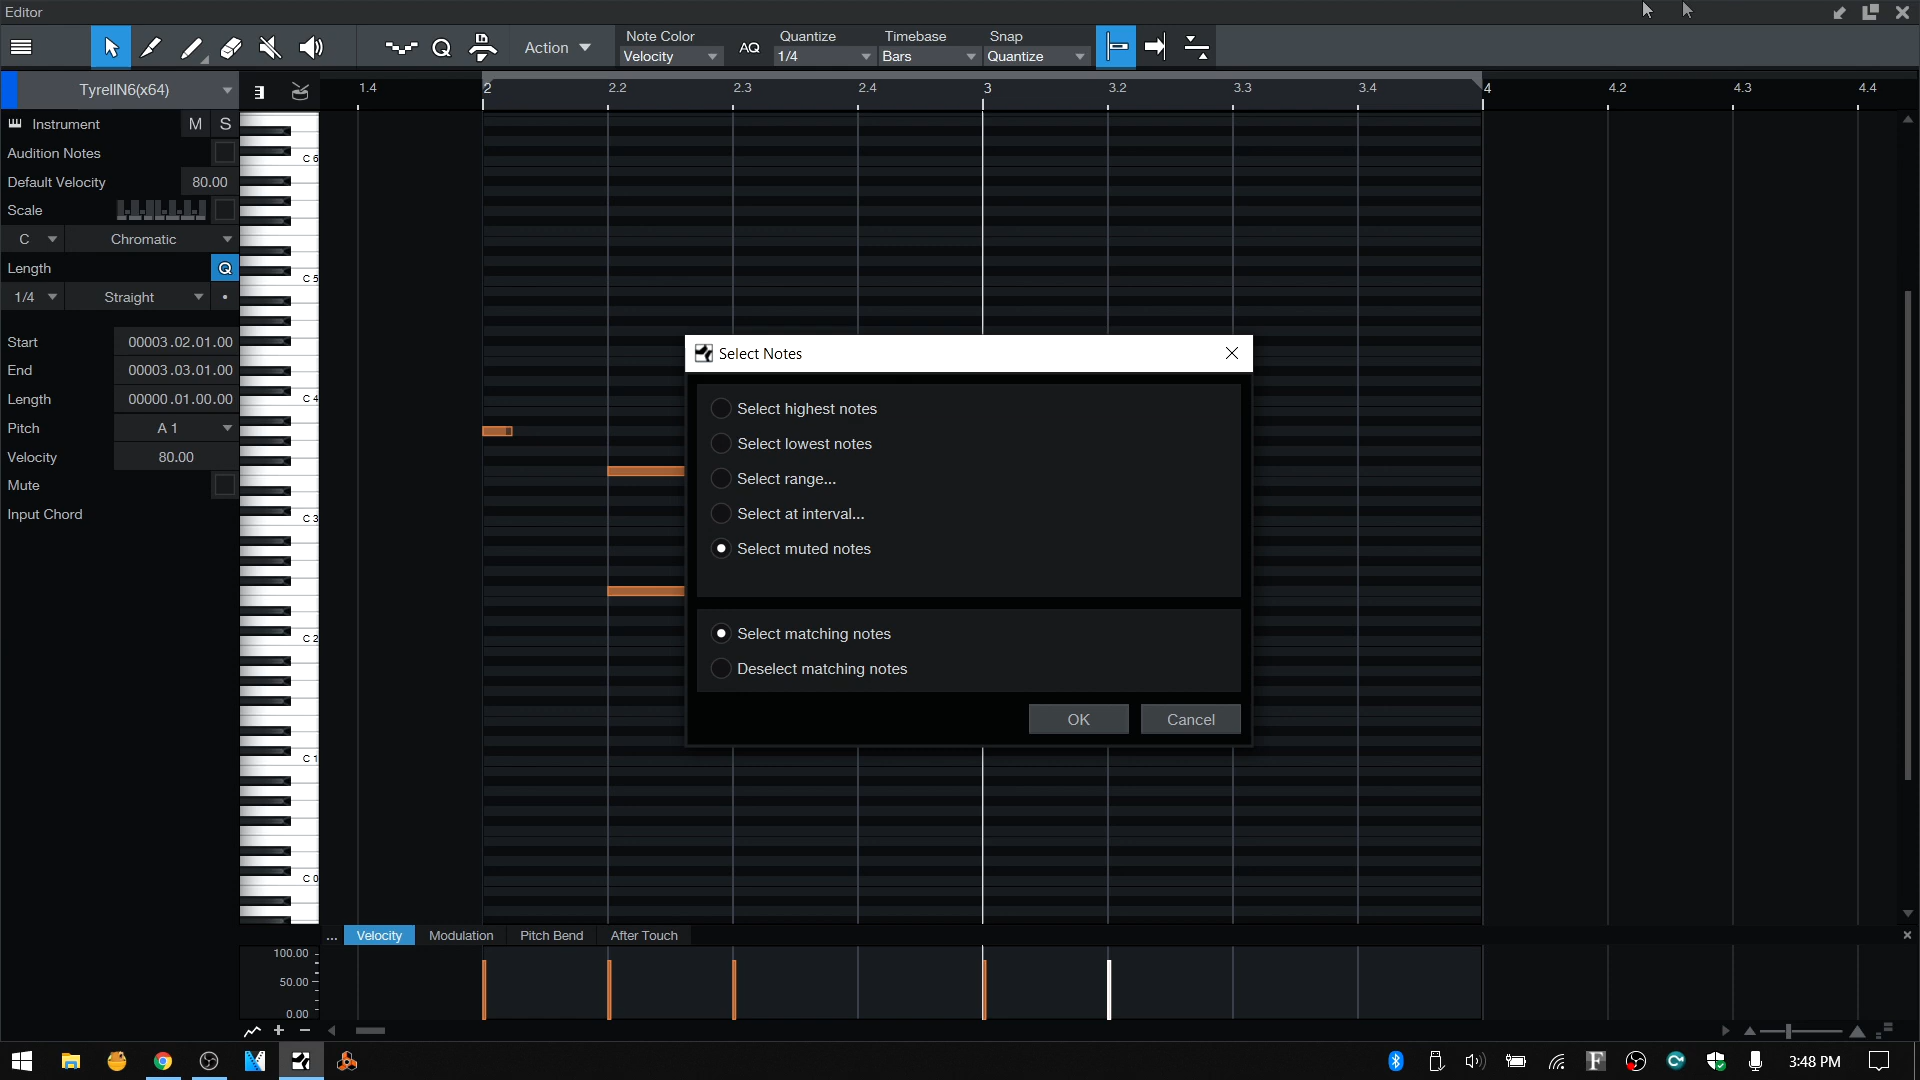 Editor
Action
Note Color
Velocity
AQ
Quantize
1/4
Timebase
Bars
Snap
Quantize
TyrellN6(x64)
1.4
2
2.2
2.3
2.4
3
3.2
3.3
3.4
4
4.2
4.3
4.4
Instrument
M
S
Audition Notes
Default Velocity
80.00
Scale
C
Chromatic
Length
Q
1/4
Straight
Start
00003.02.01.00
End
00003.03.01.00
Length
00000.01.00.00
Pitch
A 1
Velocity
80.00
Mute
Input Chord
C 6
C 5
C 4
C 3
C 2
C 1
C 0
Select Notes
Select highest notes
Select lowest notes
Select range...
Select at interval...
Select muted notes
Select matching notes
Deselect matching notes
OK
Cancel
...
Velocity
Modulation
Pitch Bend
After Touch
100.00
50.00
0.00
3:48 PM